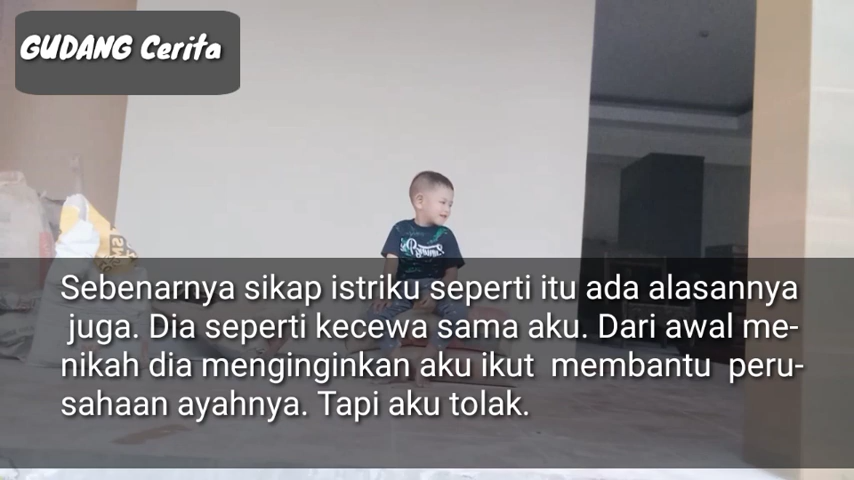 GUDANG Cerita
Sebenarnya sikap istriku seperti itu ada alasannya
juga. Dia seperti kecewa sama aku. Dari awal me-
nikah dia menginginkan aku ikut membantu peru-
sahaan ayahnya. Tapi aku tolak.